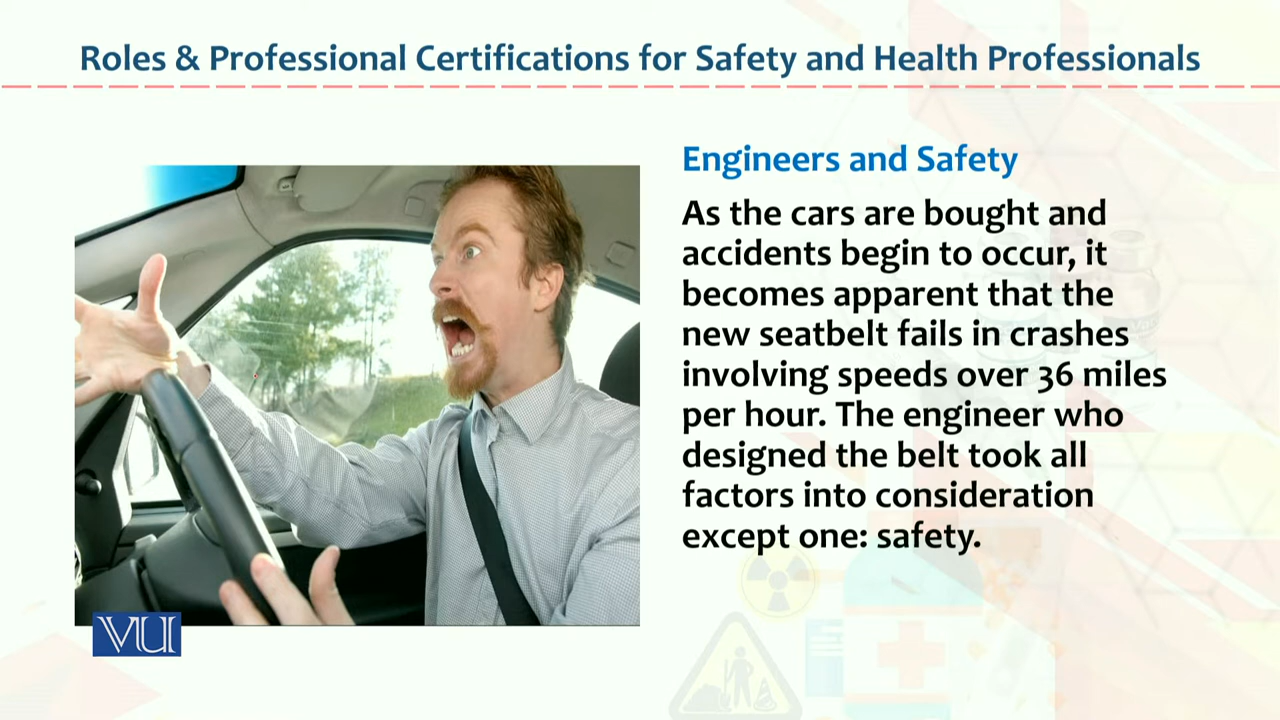 Roles & Professional Certifications for Safety and Health Professionals
Engineers and Safety
As the cars are bought and
accidents begin to occur, it
becomes apparent that the
new seatbelt fails in crashes
involving speeds over 36 miles
per hour. The engineer who
designed the belt took all
factors into consideration
except one: safety.
VU